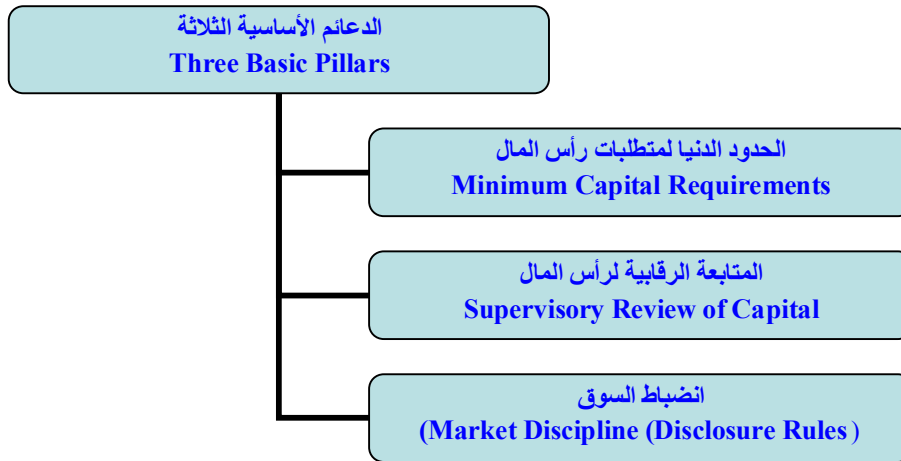 الدعائم الأساسية الثلاثة
Three Basic Pillars
الحدود الدنيا لمتطلبات رأس المال
Minimum Capital Requirements
المتابعة الرقابية لرأس المال
Supervisory Review of Capital
انضباط السوق
(Market Discipline (Disclosure Rules )